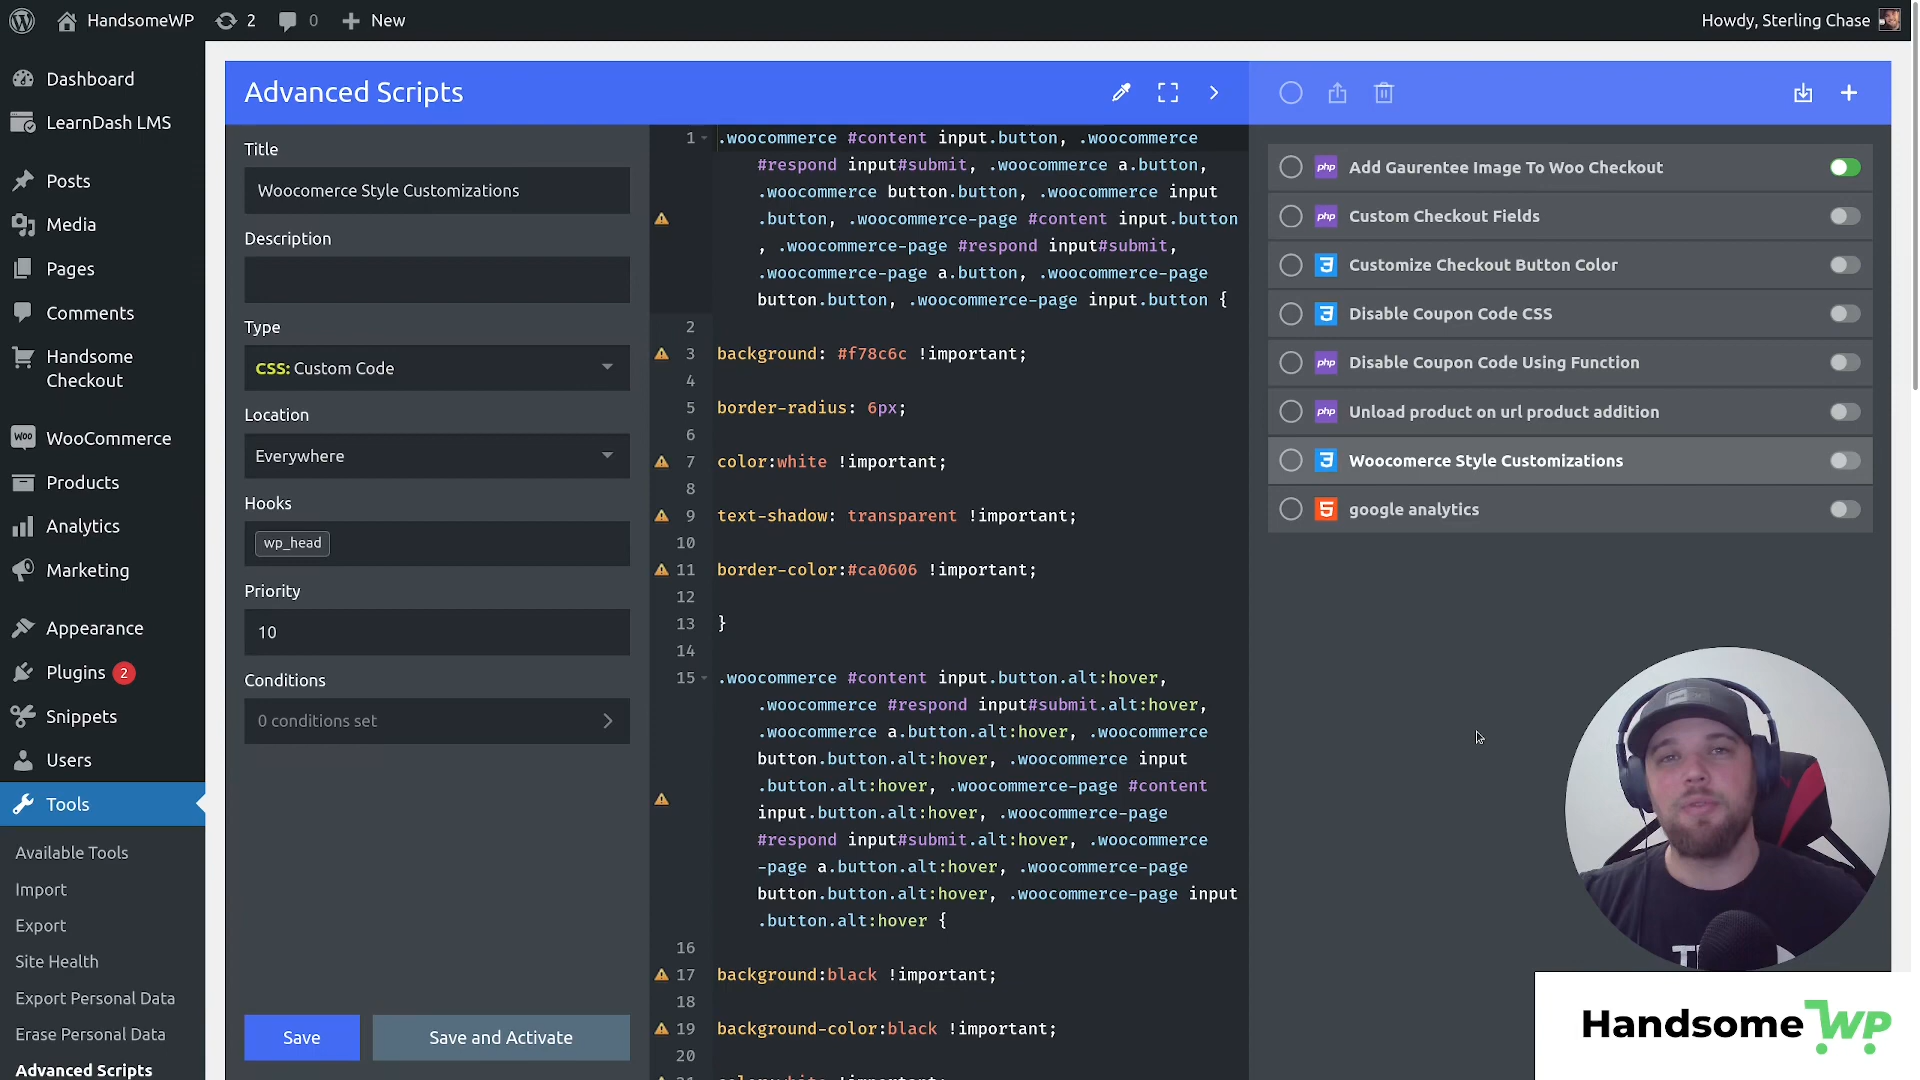 HandsomeWP 2 0 New
Howdy, Sterling Chase
Dashboard
LearnDash LMS
Posts
Media
Pages
Comments
Handsome
Checkout
WooCommerce
Products
Analytics
Marketing
Appearance
Plugins 2
Snippets
Users
Tools
Available Tools
Import
Export
Site Health
Export Personal Data
Erase Personal Data
Advanced Scripts
Advanced Scripts
Title
Woocomerce Style Customizations
Description
Type
CSS: Custom Code
Location
Everywhere
Hooks
wp_head
Priority
10
Conditions
0 conditions set
Save
Save and Activate
1 .woocommerce #content input.button, .woocommerce
#respond input#submit, .woocommerce a.button,
.woocommerce button.button, .woocommerce input
.button, .woocommerce-page #content input.button
, .woocommerce-page #respond input#submit,
.woocommerce-page a.button, .woocommerce-page
button.button, .woocommerce-page input.button {
2
3 background: #f78c6c !important;
4
5 border-radius: 6px;
6
7 color:white !important;
8
9 text-shadow: transparent !important;
10
11 border-color:#ca0606 !important;
12
13 }
14
15 .woocommerce #content input.button.alt:hover,
.woocommerce #respond input#submit.alt:hover,
.woocommerce a.button.alt:hover, .woocommerce
button.button.alt:hover, .woocommerce input
.button.alt:hover, .woocommerce-page #content
input.button.alt:hover, .woocommerce-page
#respond input#submit.alt:hover, .woocommerce
-page a.button.alt:hover, .woocommerce-page
button.button.alt:hover, .woocommerce-page input
.button.alt:hover {
16
17 background:black !important;
18
19 background-color:black !important;
20
php Add Gaurentee Image To Woo Checkout
php Custom Checkout Fields
Customize Checkout Button Color
Disable Coupon Code CSS
php Disable Coupon Code Using Function
php Unload product on url product addition
Woocomerce Style Customizations
google analytics
HandsomeWP